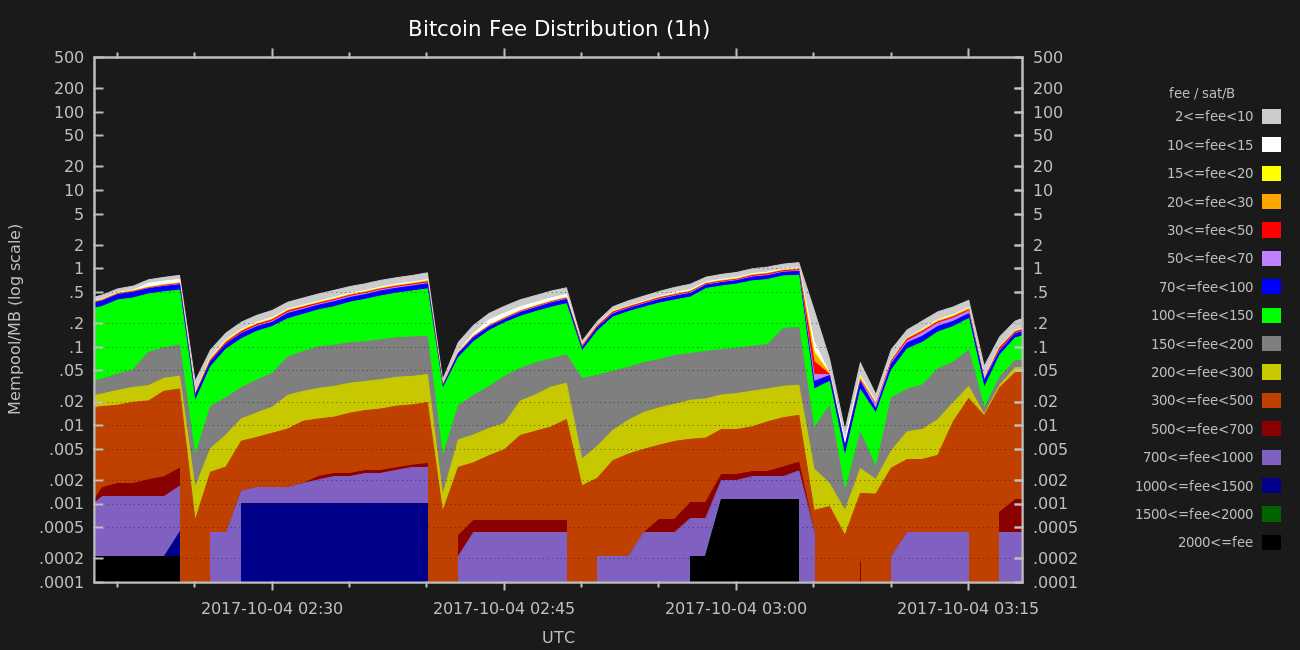 Bitcoin Fee Distribution (1h)
Mempool/MB (log scale)
500
200
100
50
20
10
5
2
1
.5
.2
.1
.05
.02
.01
.005
.002
.001
.0005
.0002
.0001
500
200
100
50
20
10
5
2
1
.5
.2
.1
.05
.02
.01
.005
.002
.001
.0005
.0002
.0001
2017-10-04 02:30
2017-10-04 02:45
2017-10-04 03:00
2017-10-04 03:15
UTC
fee / sat/B
2<=fee<10
10<=fee<15
15<=fee<20
20<=fee<30
30<=fee<50
50<=fee<70
70<=fee<100
100<=fee<150
150<=fee<200
200<=fee<300
300<=fee<500
500<=fee<700
700<=fee<1000
1000<=fee<1500
1500<=fee<2000
2000<=fee